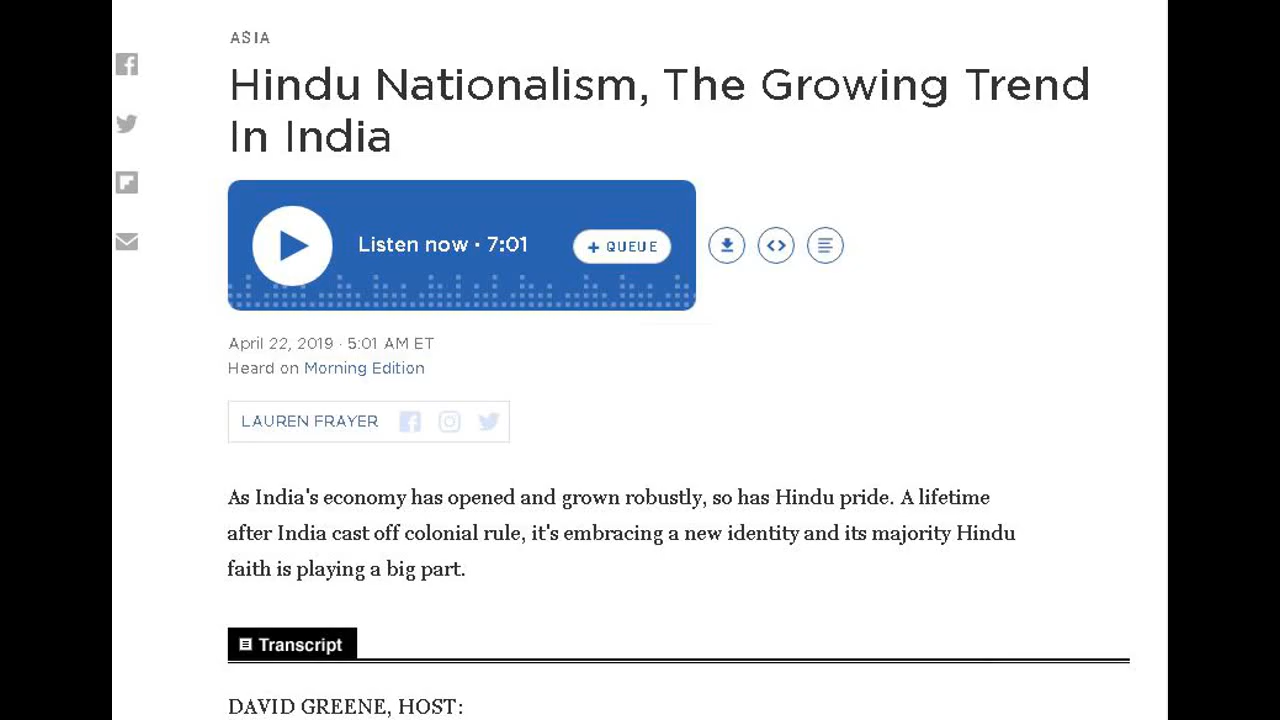 ASIA
Hindu Nationalism, The Growing Trend
In India
Listen now · 7:01
+ QUEUE
April 22, 2019 · 5:01 AM ET
Heard on Morning Edition
LAUREN FRAYER
As India's economy has opened and grown robustly, so has Hindu pride. A lifetime
after India cast off colonial rule, it's embracing a new identity and its majority Hindu
faith is playing a big part.
Transcript
DAVID GREENE, HOST: